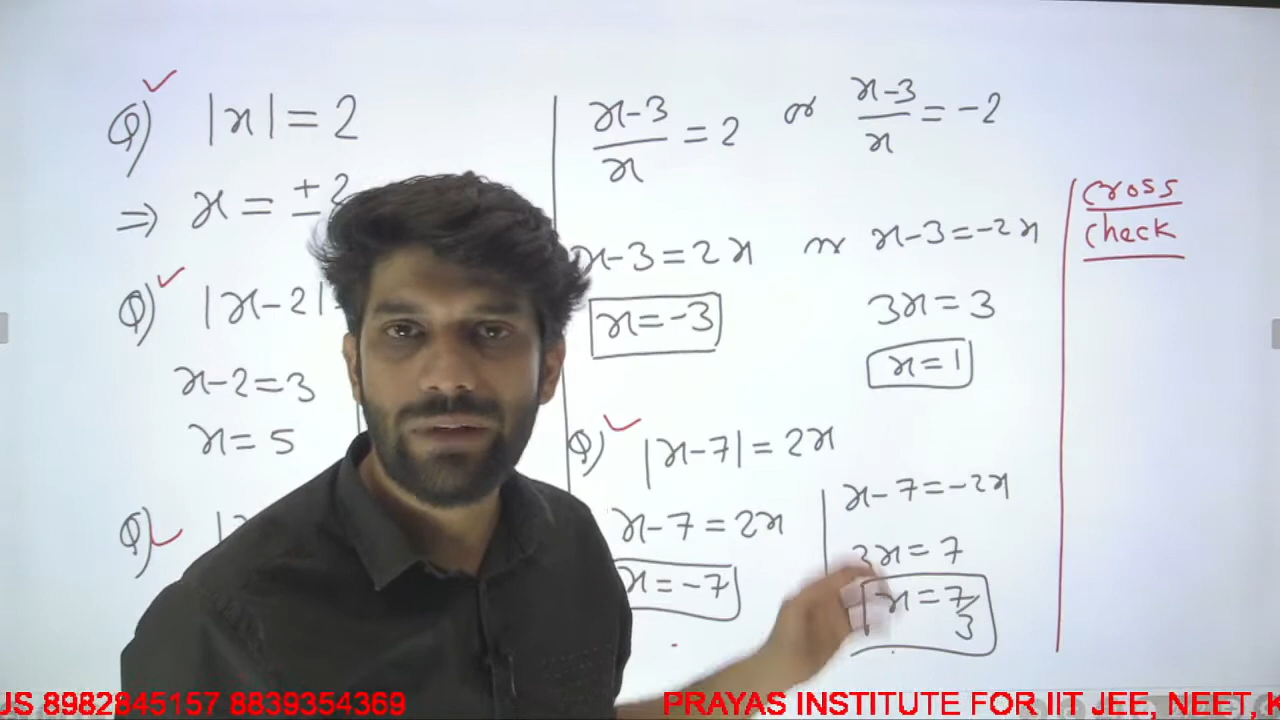 Q) |x| = 2
⇒ x = ±2
Q) |x-2|
x-2=3
x=5
Q)
x-3/x = 2 or x-3/x = -2
x-3=2x or x-3=-2x
x=-3
3x=3
x=1
Q) |x-7|=2x
x-7=2x
x=-7
x-7=-2x
3x=7
x=7/3
cross
check
JS 8982845157 8839354369
PRAYAS INSTITUTE FOR IIT JEE, NEET,